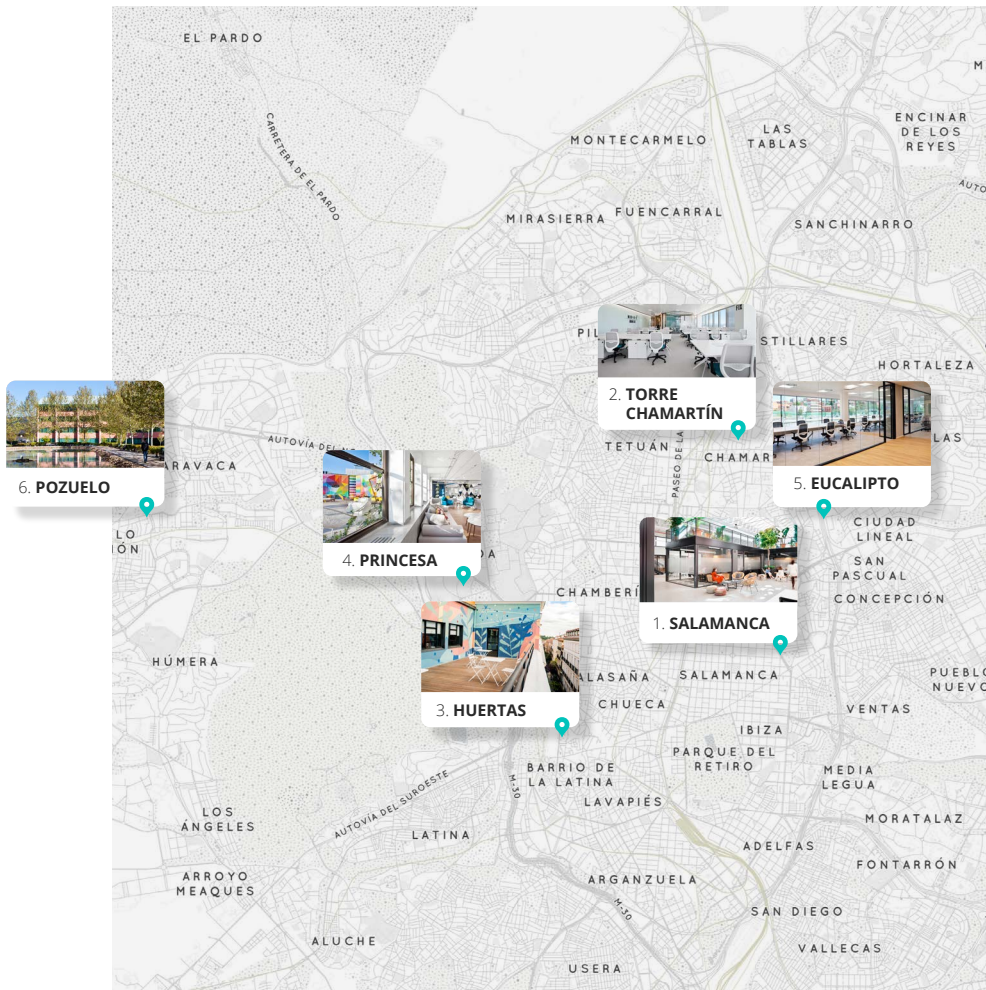 EL PARDO
CARRETERA DE EL PARDO
ENCINAR
DE LOS
REYES
LAS
TABLAS
MONTECARMELO
FUENCARRAL
MIRASIERRA
SANCHINARRO
STILLARES
HORTALEZA
2. TORRE
CHAMARTÍN
TETUÁN
PASEO DE LA
CHAMAR
LAS
5. EUCALIPTO
AUTOVÍA DEL
ARAVACA
6. POZUELO
LO
IÓN
4. PRINCESA
CIUDAD
LINEAL
SAN
PASCUAL
CONCEPCIÓN
CHAMBERÍ
1. SALAMANCA
HÚMERA
ALASAÑA
SALAMANCA
PUEBLO
NUEVO
CHUECA
VENTAS
3. HUERTAS
IBIZA
PARQUE DEL
RETIRO
BARRIO DE
LA LATINA
MEDIA
LEGUA
M-30
AUTOVÍA DEL SUROESTE
LAVAPIÉS
LOS
ÁNGELES
LATINA
MORATALAZ
ADELFAS
FONTARRÓN
ARROYO
MEAQUES
ARGANZUELA
M-30
SAN DIEGO
ALUCHE
VALLECAS
USERA